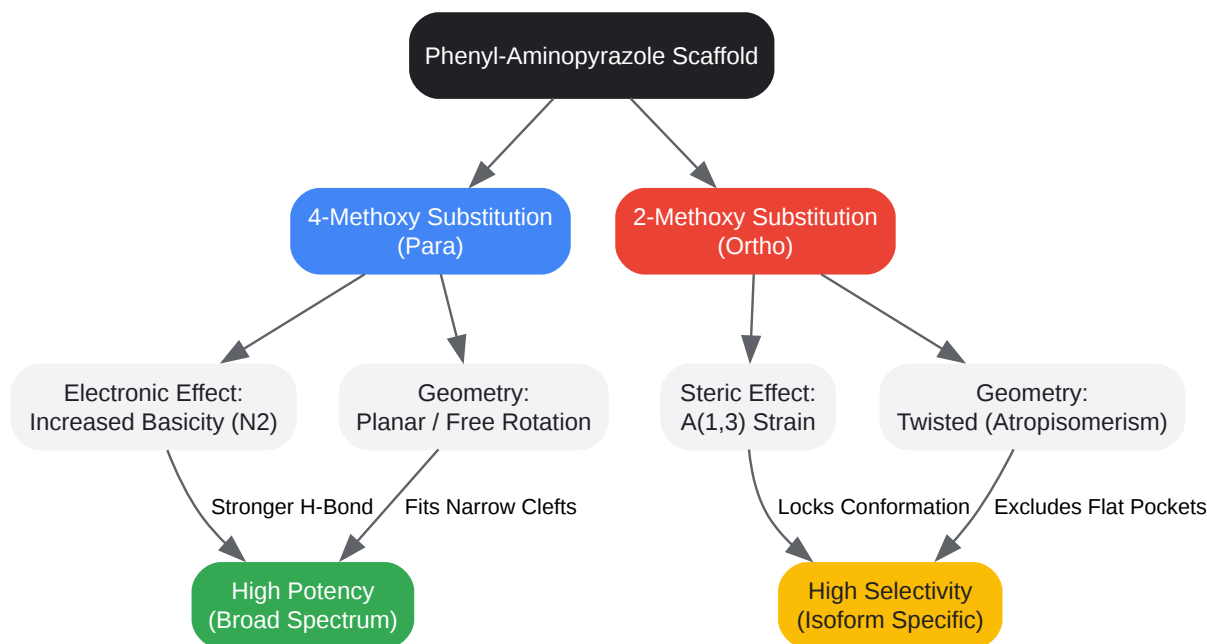 Phenyl-Aminopyrazole Scaffold
4-Methoxy Substitution
(Para)
2-Methoxy Substitution
(Ortho)
Electronic Effect:
Increased Basicity (N2)
Geometry:
Planar / Free Rotation
Steric Effect:
A(1,3) Strain
Geometry:
Twisted (Atropisomerism)
Stronger H-Bond
Fits Narrow Clefts
Locks Conformation
Excludes Flat Pockets
High Potency
(Broad Spectrum)
High Selectivity
(Isoform Specific)